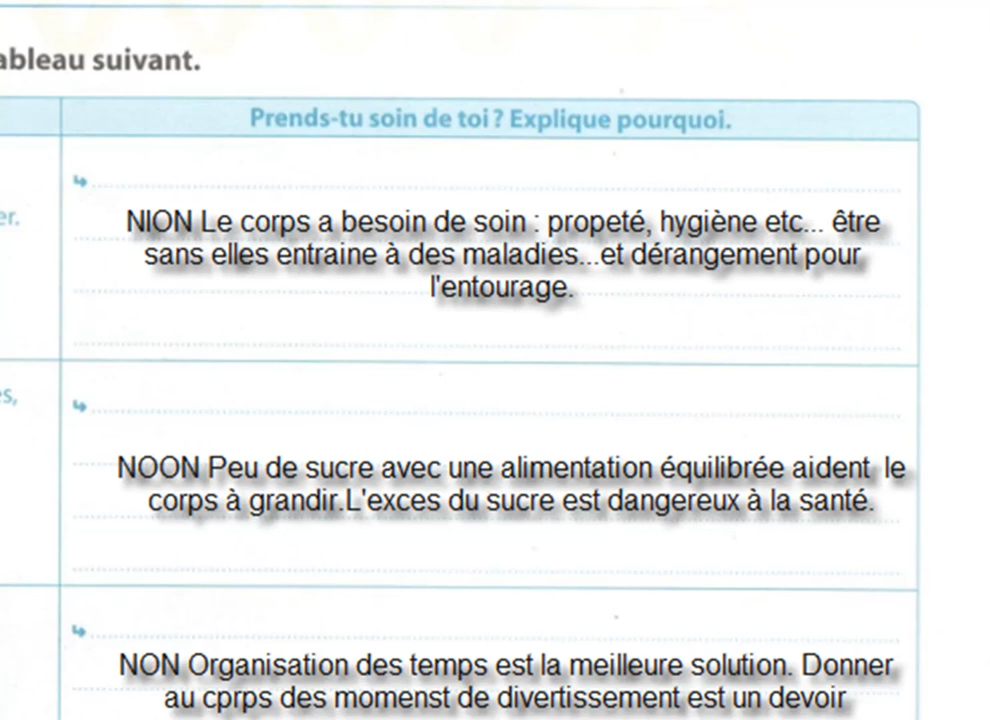 ableau suivant.
Prends-tu soin de toi ? Explique pourquoi.
er.
NION Le corps a besoin de soin : propeté, hygiène etc... être
sans elles entraine à des maladies...et dérangement pour
l'entourage.
es,
NOON Peu de sucre avec une alimentation équilibrée aident le
corps à grandir.L'exces du sucre est dangereux à la santé.
NON Organisation des temps est la meilleure solution. Donner
au cprps des momenst de divertissement est un devoir